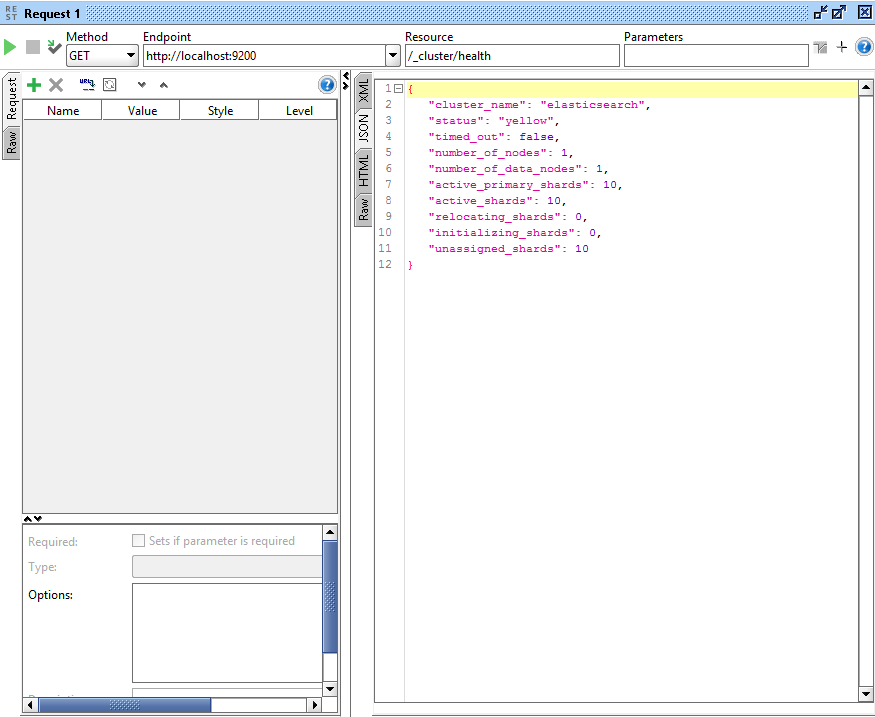 RE
ST
Request 1
Method Endpoint Resource Parameters
GET http://localhost:9200 /_cluster/health
Request
Raw
URL
Name Value Style Level
Required: Sets if parameter is required
Type:
Options:
XML
JSON
HTML
Raw
1 {
2 "cluster_name": "elasticsearch",
3 "status": "yellow",
4 "timed_out": false,
5 "number_of_nodes": 1,
6 "number_of_data_nodes": 1,
7 "active_primary_shards": 10,
8 "active_shards": 10,
9 "relocating_shards": 0,
10 "initializing_shards": 0,
11 "unassigned_shards": 10
12 }